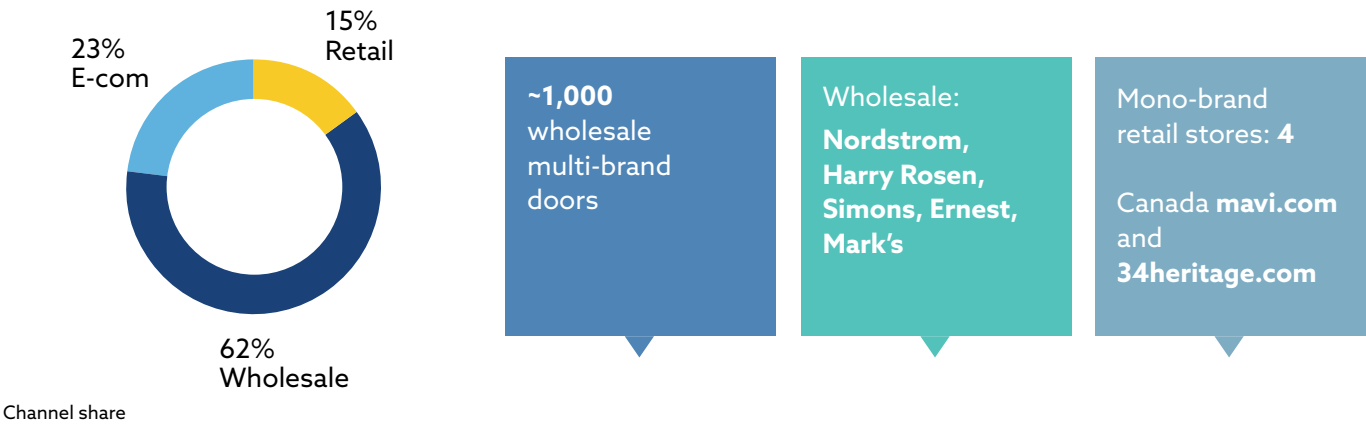 15%
Retail
23%
E-com
62%
Wholesale
Channel share
~1,000
wholesale
multi-brand
doors
Wholesale:
Nordstrom,
Harry Rosen,
Simons, Ernest,
Mark’s
Mono-brand
retail stores: 4
Canada mavi.com
and
34heritage.com